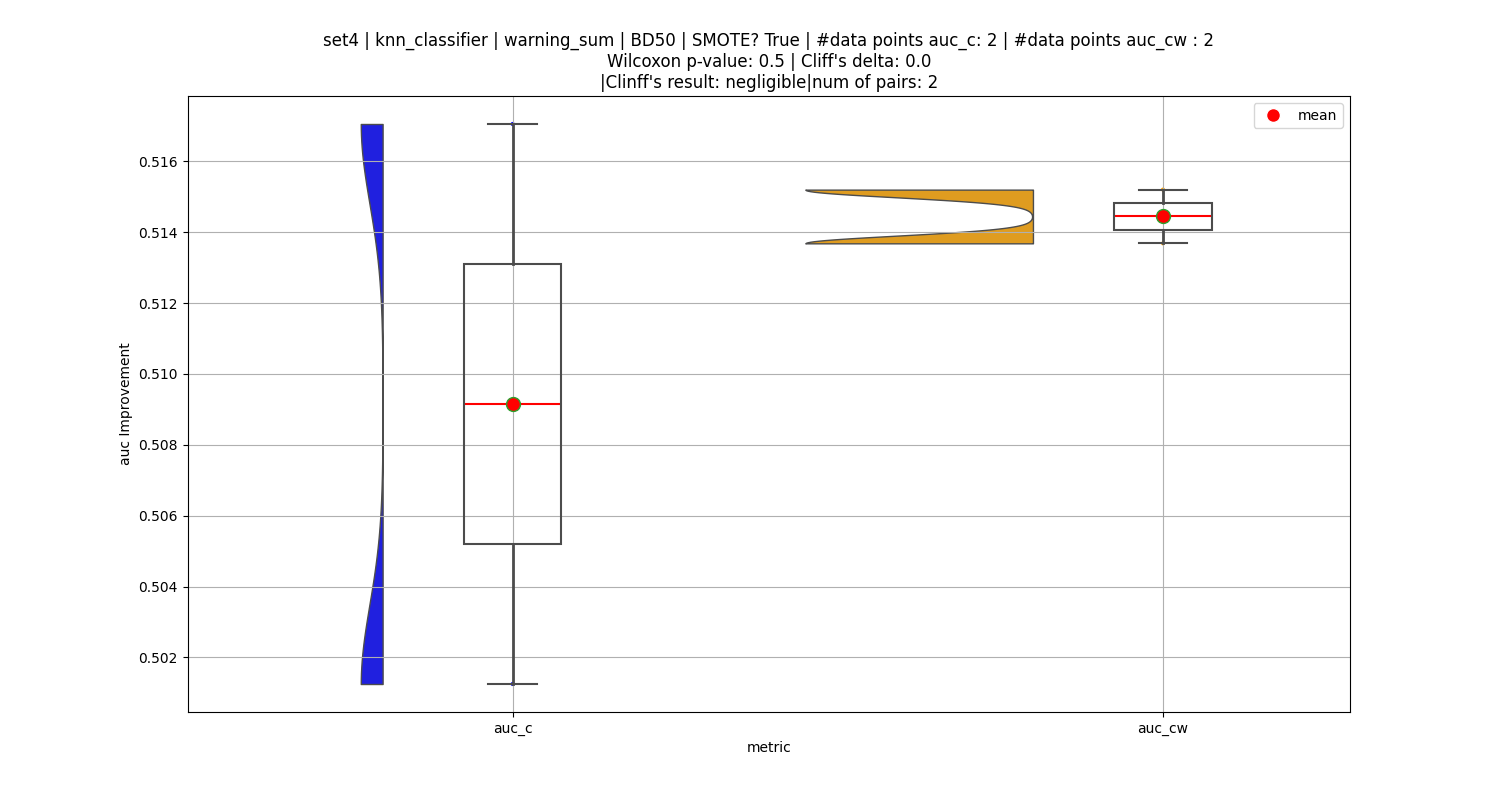 set4 | knn_classifier | warning_sum | BD50 | SMOTE? True | #data points auc_c: 2 | #data points auc_cw : 2
Wilcoxon p-value: 0.5 | Cliff's delta: 0.0
|Clinff's result: negligible|num of pairs: 2
mean
0.516
0.514
0.512
0.510
0.508
0.506
0.504
0.502
auc Improvement
auc_c
auc_cw
metric